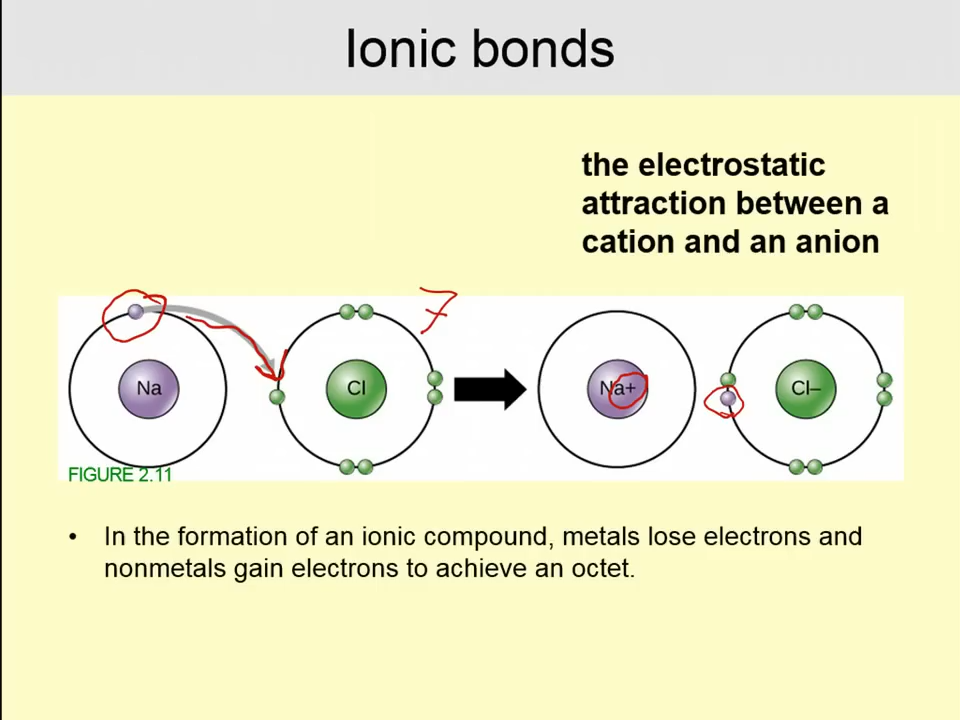 Ionic bonds
the electrostatic
attraction between a
cation and an anion
7
Na
Cl
Na+
Cl–
FIGURE 2.11
• In the formation of an ionic compound, metals lose electrons and
nonmetals gain electrons to achieve an octet.